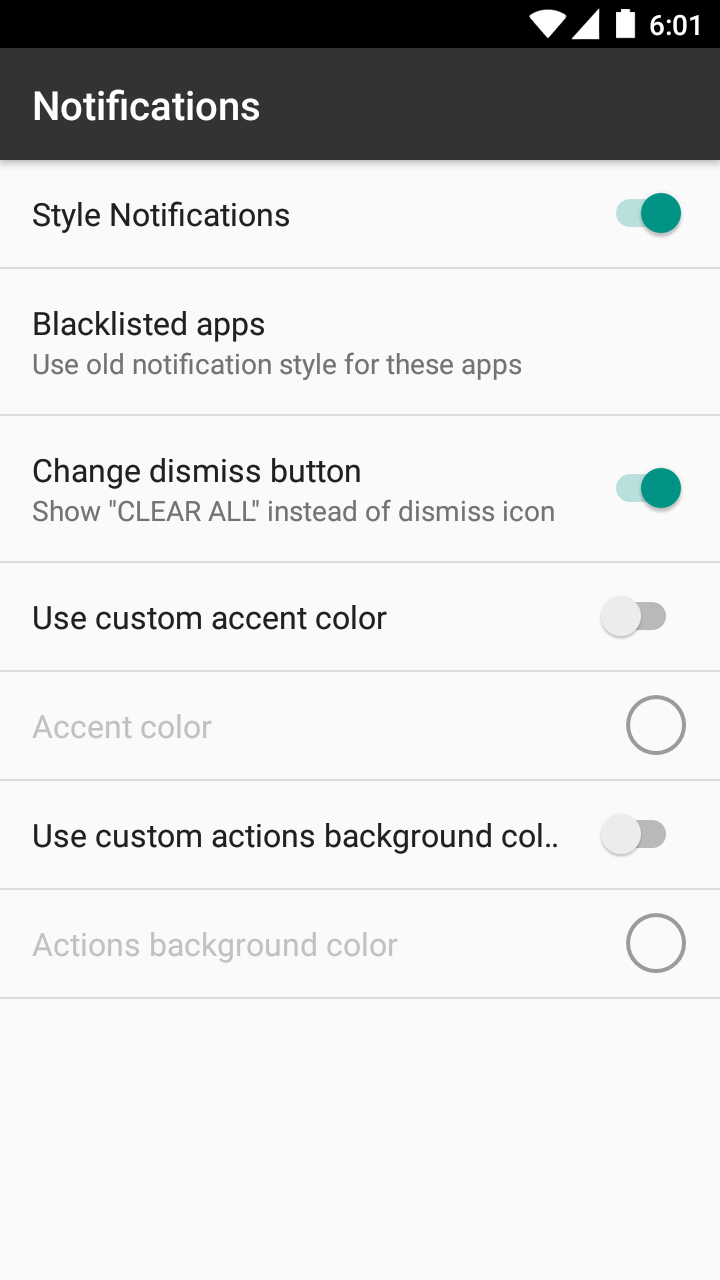 6:01
Notifications
Style Notifications
Blacklisted apps
Use old notification style for these apps
Change dismiss button
Show "CLEAR ALL" instead of dismiss icon
Use custom accent color
Accent color
Use custom actions background col..
Actions background color